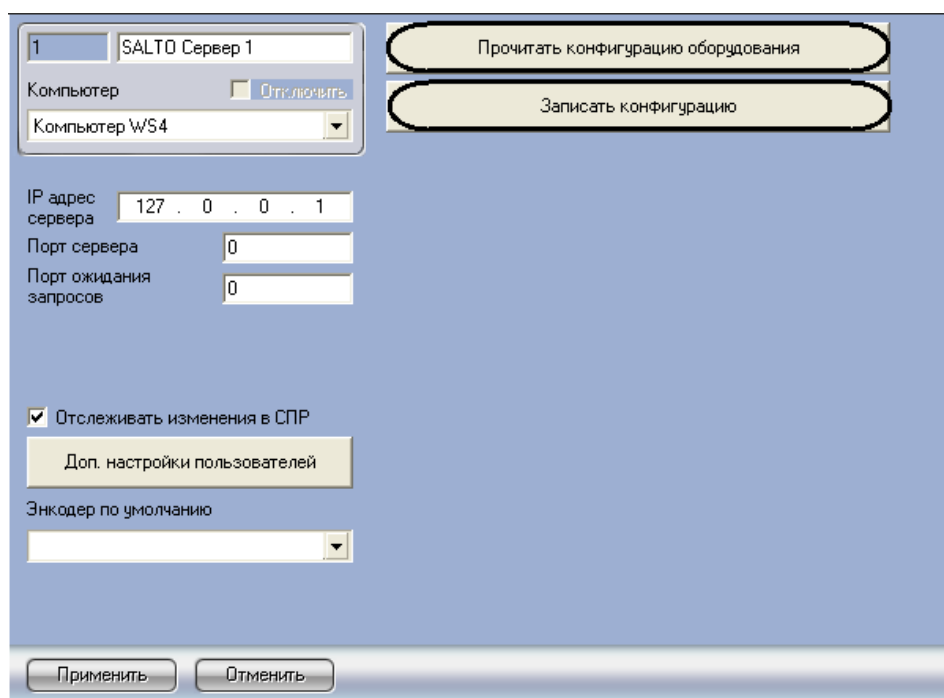 1
SALTO Сервер 1
Компьютер
Отключить
Компьютер WS4
Прочитать конфигурацию оборудования
Записать конфигурацию
IP адрес
сервера
127 . 0 . 0 . 1
Порт сервера
0
Порт ожидания
запросов
0
Отслеживать изменения в СПР
Доп. настройки пользователей
Энкодер по умолчанию
Применить
Отменить